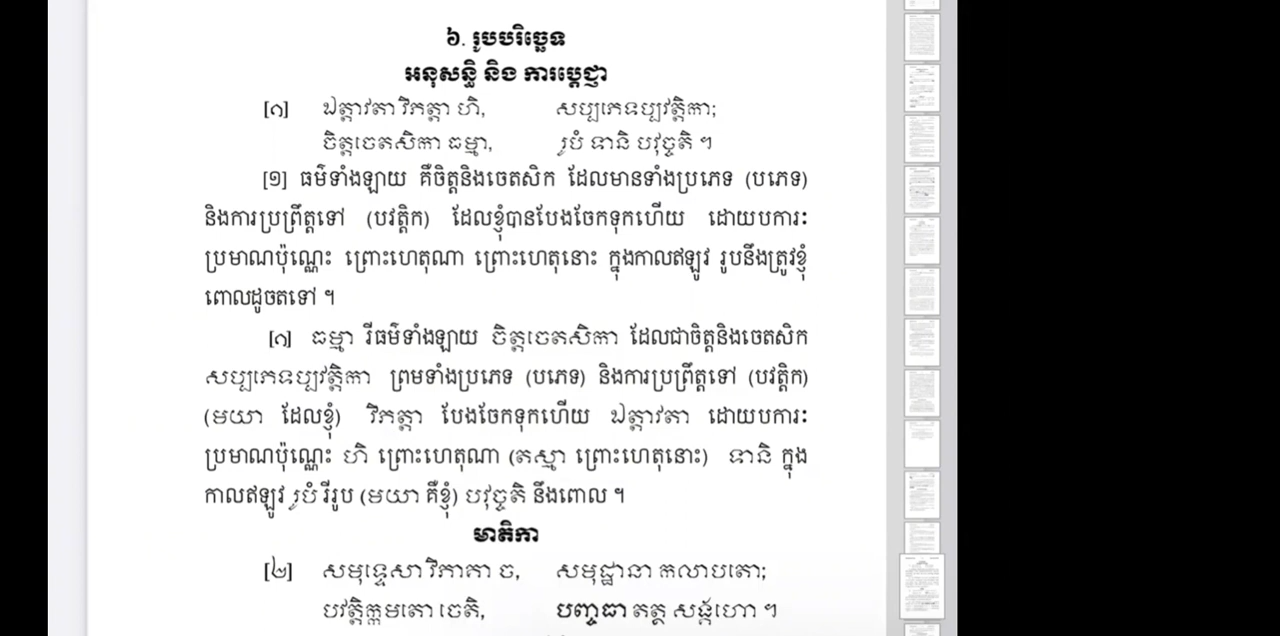 ៦. រូបបរិច្ឆេទ
អនុសន្ធិ និង ការប្ដេជ្ញា
[១] ឯត្តាវតា វិភត្តា ហិ, សប្បភេទប្បវត្តិកា;
ចិត្តចេតសិកា ធម្មា, រូបំ ទានិ បវុច្ចតិ ។
[១] ធម៌ទាំងឡាយ គឺចិត្តនិងចេតសិក ដែលមានទាំងប្រភេទ (បភេទ)
និងការប្រព្រឹត្តទៅ (បវត្តិក) ដែលខ្ញុំបានបែងចែកទុកហើយ ដោយបការៈ
ប្រមាណប៉ុណ្ណេះ ព្រោះហេតុណា ព្រោះហេតុនោះ ក្នុងកាលឥឡូវ រូបនឹងត្រូវខ្ញុំ
ពោលដូចតទៅ ។
[១] ធម្មា រីធម៌ទាំងឡាយ ចិត្តចេតសិកា ដែលជាចិត្តនិងចេតសិក
សប្បភេទប្បវត្តិកា ព្រមទាំងប្រភេទ (បភេទ) និងការប្រព្រឹត្តទៅ (បវត្តិក)
(មយា ដែលខ្ញុំ) វិភត្តា បែងចែកទុកហើយ ឯត្តាវតា ដោយបការៈ
ប្រមាណប៉ុណ្ណេះ ហិ ព្រោះហេតុណា (តស្មា ព្រោះហេតុនោះ) ទានិ ក្នុង
កាលឥឡូវ រូបំ រីរូប (មយា គឺខ្ញុំ) បវុច្ចតិ នឹងពោល ។
មាតិកា
[២] សមុទ្ទេសា វិភាគា ច, សមុដ្ឋានា កលាបតោ;
បវត្តិក្កមតោ ចេតិ, បញ្ចធា តត្ថ សង្គហោ ។